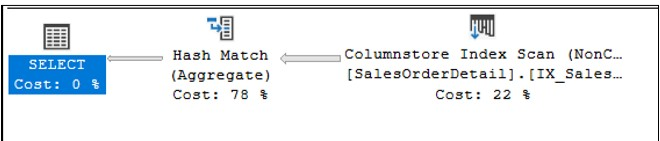 SELECT
Cost: 0 %
Hash Match
(Aggregate)
Cost: 78 %
Columnstore Index Scan (NonC…
[SalesOrderDetail].[IX_Sales…
Cost: 22 %